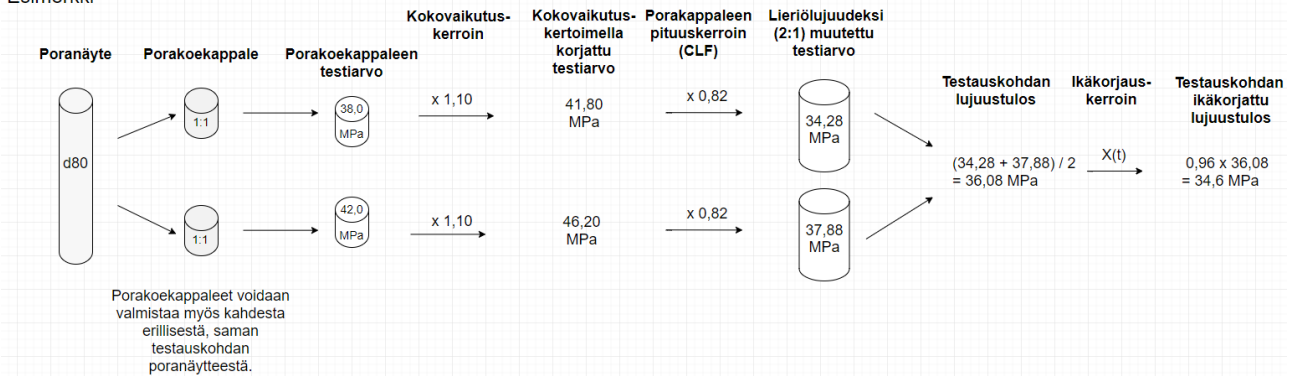 Poranäyte
Porakoekappale
Porakoekappaleen
testiarvo
Kokovaikutus-
kerroin
Kokovaikutus-
kertoimella
korjattu
testiarvo
Porakappaleen
pituuskerroin
(CLF)
Lieriölujuudeksi
(2:1) muutettu
testiarvo
Testauskohdan
lujuustulos
Ikäkorjaus-
kerroin
Testauskohdan
ikäkorjattu
lujuustulos
d80
1:1
38,0
MPa
x 1,10
41,80
MPa
x 0,82
34,28
MPa
1:1
42,0
MPa
x 1,10
46,20
MPa
x 0,82
37,88
MPa
(34,28 + 37,88) / 2
= 36,08 MPa
X(t)
0,96 x 36,08
= 34,6 MPa
Porakoekappaleet voidaan
valmistaa myös kahdesta
erillisestä, saman
testauskohdan
poranäytteestä.